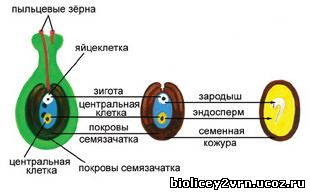 пыльцевые зёрна
яйцеклетка
зигота
центральная
клетка
покровы
семязачатка
зародыш
эндосперм
семенная
кожура
центральная
клетка
покровы семязачатка
biolicey2vrn.ucoz.ru